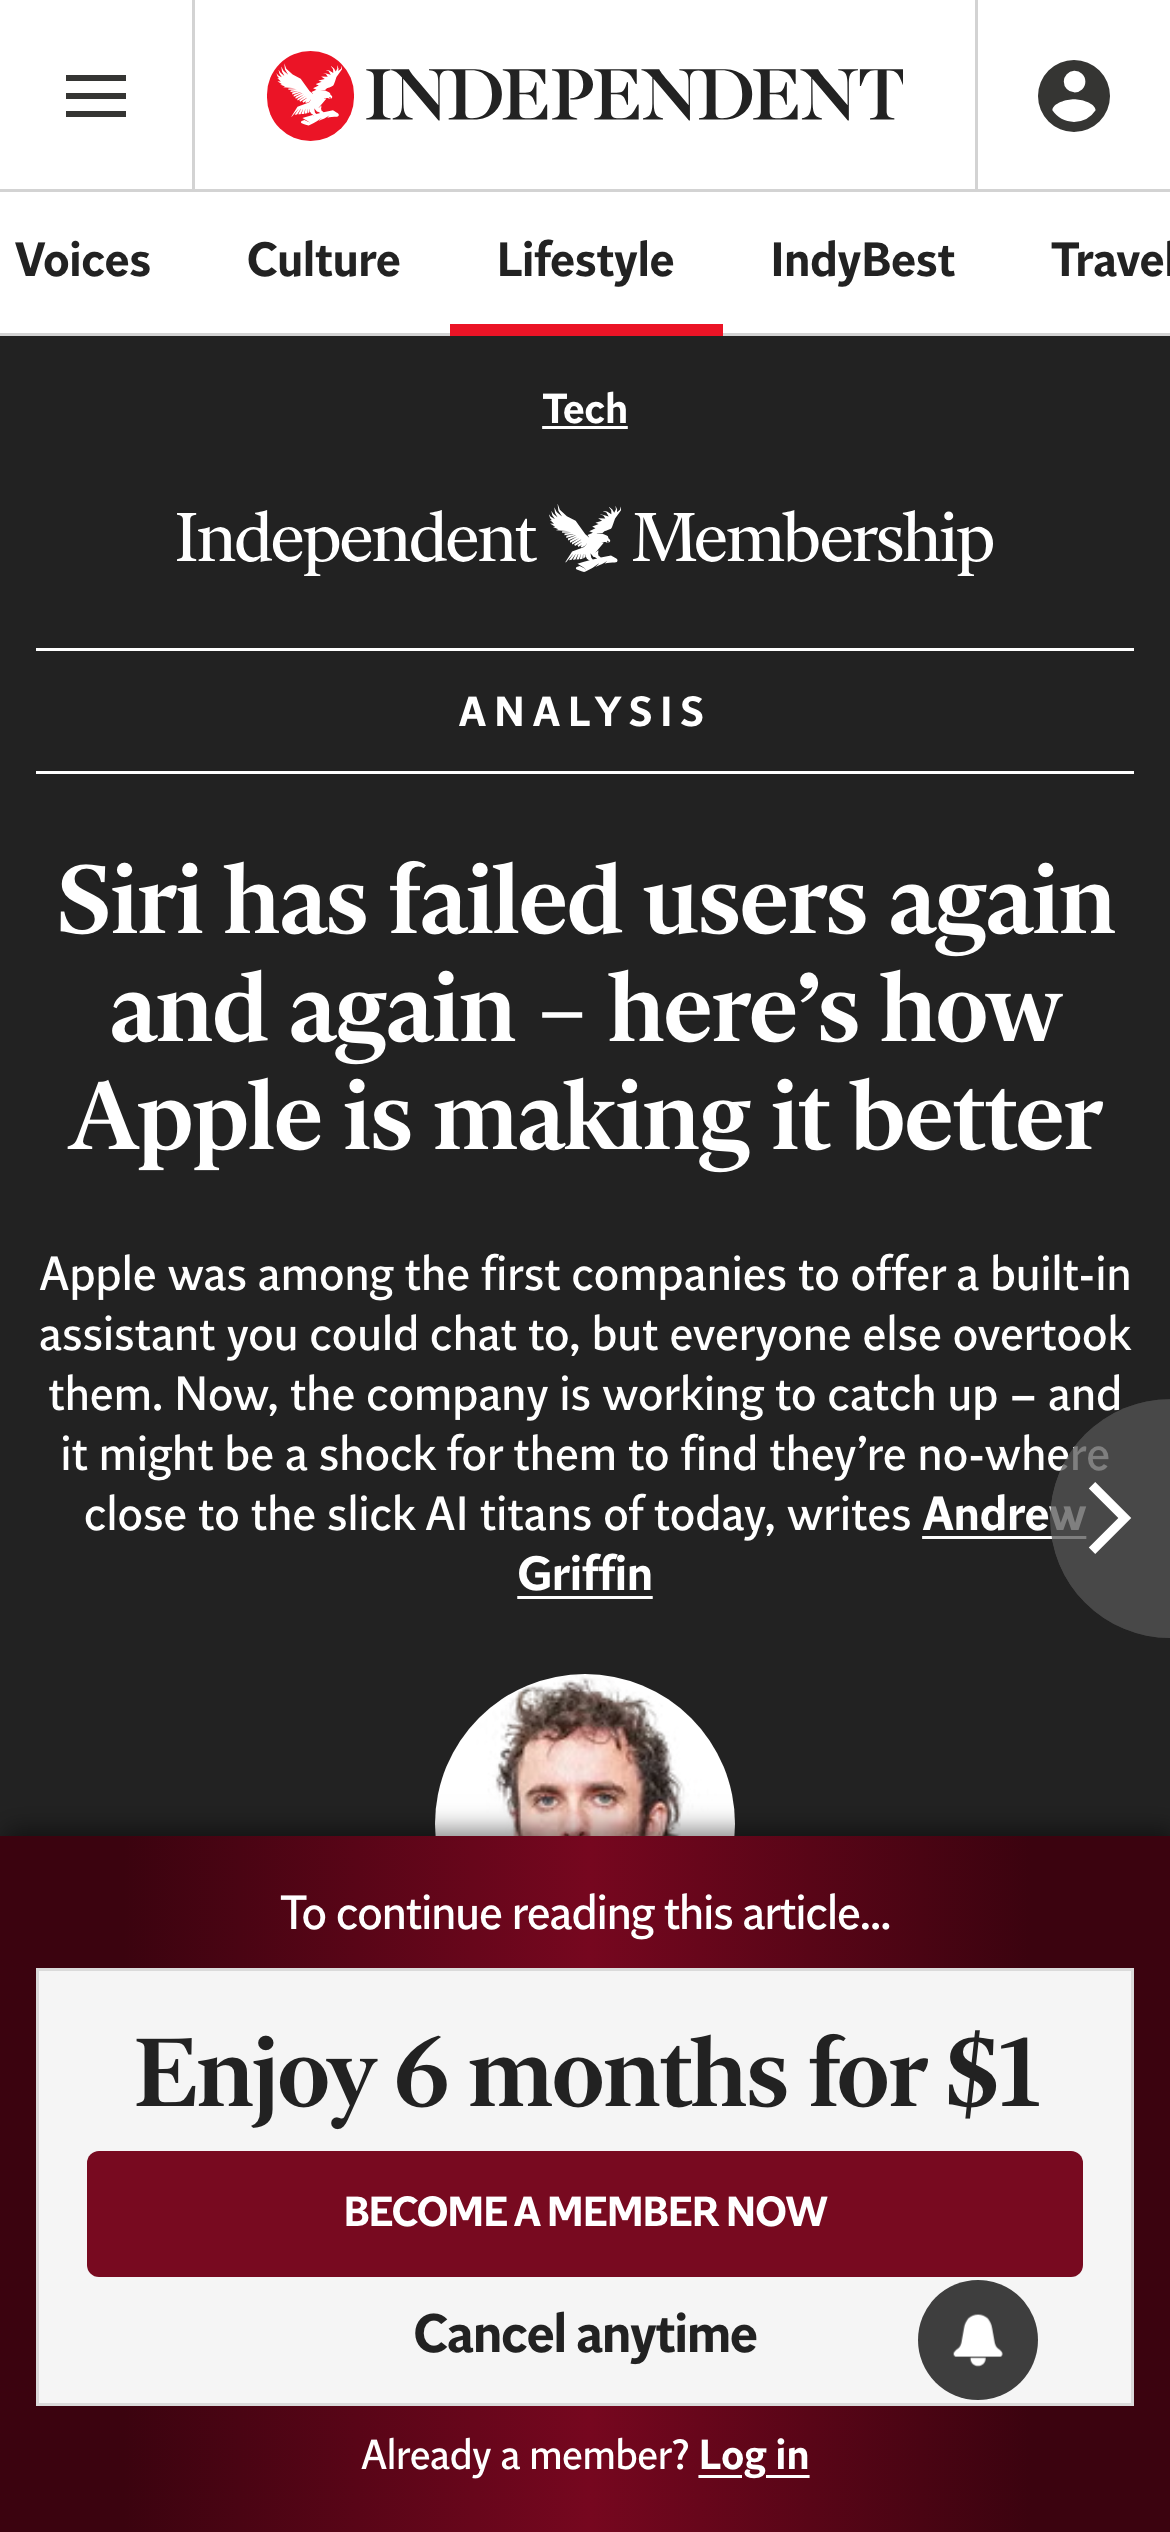 INDEPENDENT
Voices Culture Lifestyle IndyBest Travel
Tech
Independent Membership
ANALYSIS
Siri has failed users again
and again – here’s how
Apple is making it better
Apple was among the first companies to offer a built-in
assistant you could chat to, but everyone else overtook
them. Now, the company is working to catch up – and
it might be a shock for them to find they’re no-where
close to the slick AI titans of today, writes Andrew
Griffin
To continue reading this article...
Enjoy 6 months for $1
BECOME A MEMBER NOW
Cancel anytime
Already a member? Log in